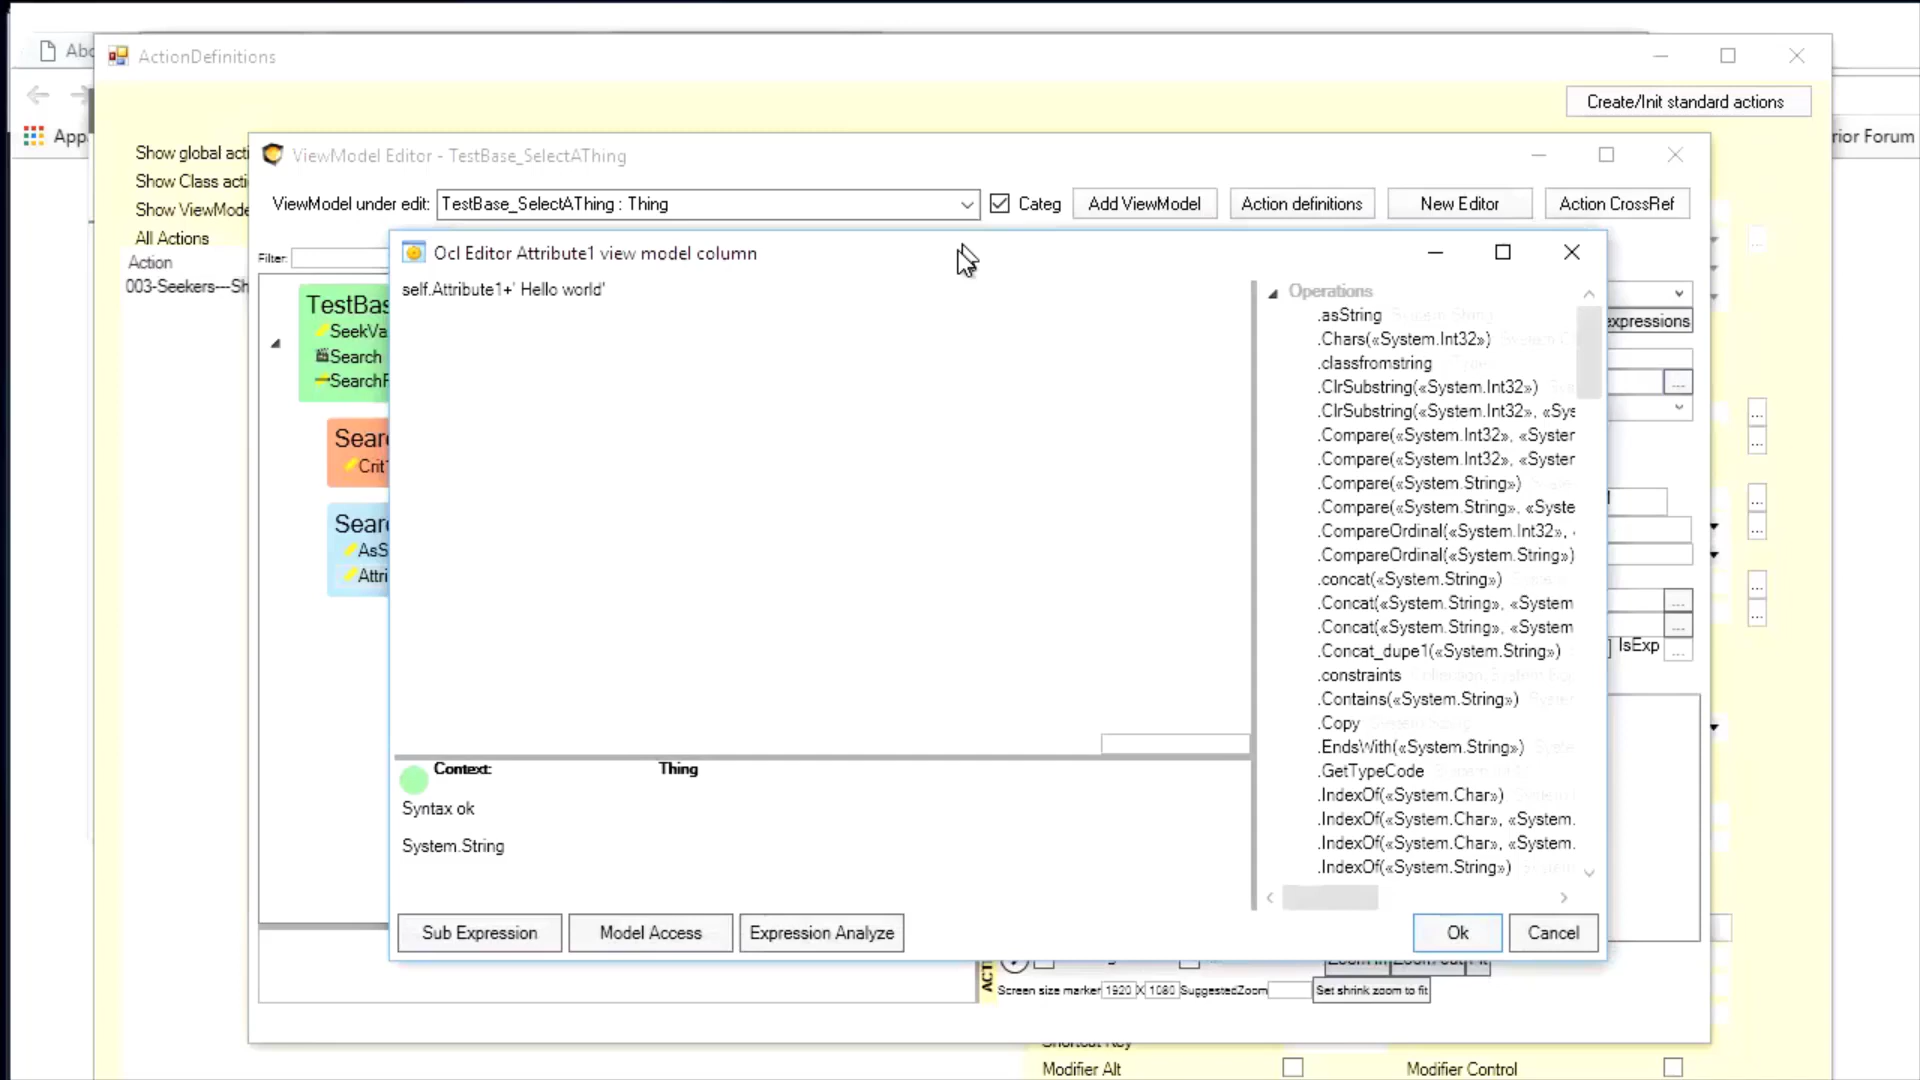 Abo
ActionDefinitions
Create/Init standard actions
App
rior Forum
Show global acti
Show Class acti
Show ViewMode
All Actions
Action
003-Seekers---Sh
ViewModel Editor - TestBase_SelectAThing
ViewModel under edit:
TestBase_SelectAThing : Thing
Categ
Add ViewModel
Action definitions
New Editor
Action CrossRef
Filter:
TestBas
SeekVa
Search
SearchR
Sear
Crit
Sear
AsS
Attri
expressions
IsExp
Ocl Editor Attribute1 view model column
self.Attribute1+' Hello world'
Operations
.asString
.Chars(«System.Int32»)
.classfromstring
.ClrSubstring(«System.Int32»)
.ClrSubstring(«System.Int32», «Sys
.Compare(«System.Int32», «System
.Compare(«System.Int32», «System
.Compare(«System.String»)
.Compare(«System.String», «Syste
.CompareOrdinal(«System.Int32»,
.CompareOrdinal(«System.String»)
.concat(«System.String»)
.Concat(«System.String», «System
.Concat(«System.String», «System
.Concat_dupe1(«System.String»)
.constraints
.Contains(«System.String»)
.Copy
.EndsWith(«System.String»)
.GetTypeCode
.IndexOf(«System.Char»)
.IndexOf(«System.Char», «System.
.IndexOf(«System.Char», «System.
.IndexOf(«System.String»)
Context:
Thing
Syntax ok
System.String
Sub Expression
Model Access
Expression Analyze
Ok
Cancel
Screen size marker 1920 X 1080 SuggestedZoom
Set shrink zoom to fit
Modifier Alt
Modifier Control